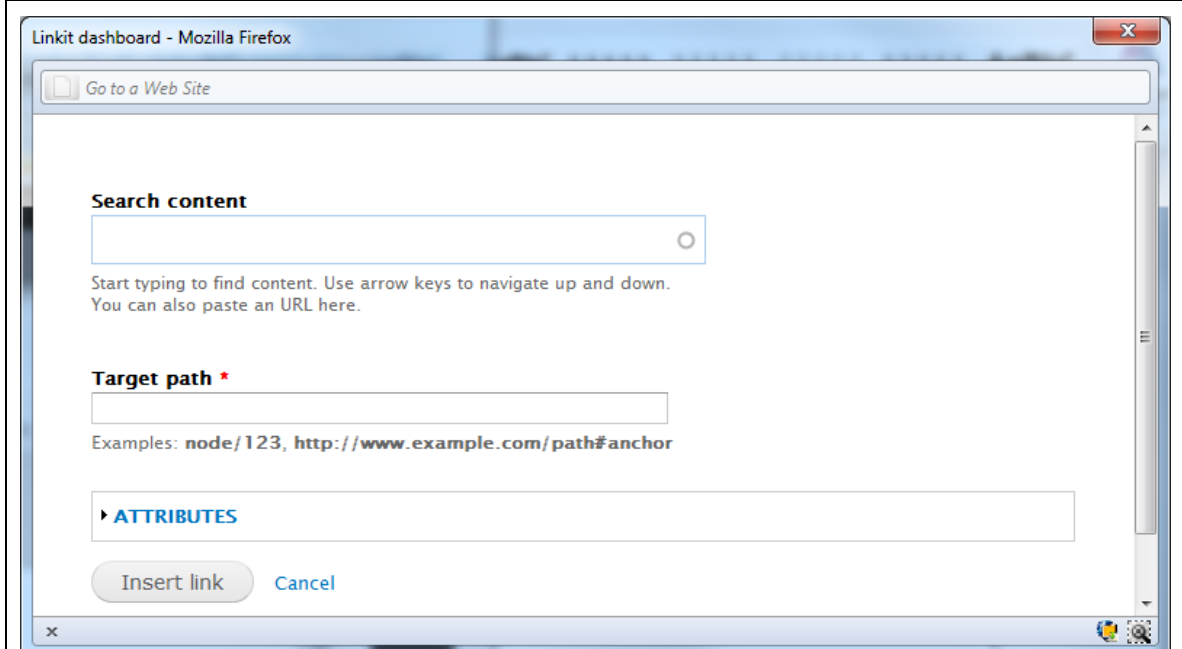 Linkit dashboard - Mozilla Firefox
Go to a Web Site
Search content
Start typing to find content. Use arrow keys to navigate up and down.
You can also paste an URL here.
Target path *
Examples: node/123, http://www.example.com/path#anchor
ATTRIBUTES
Insert link Cancel